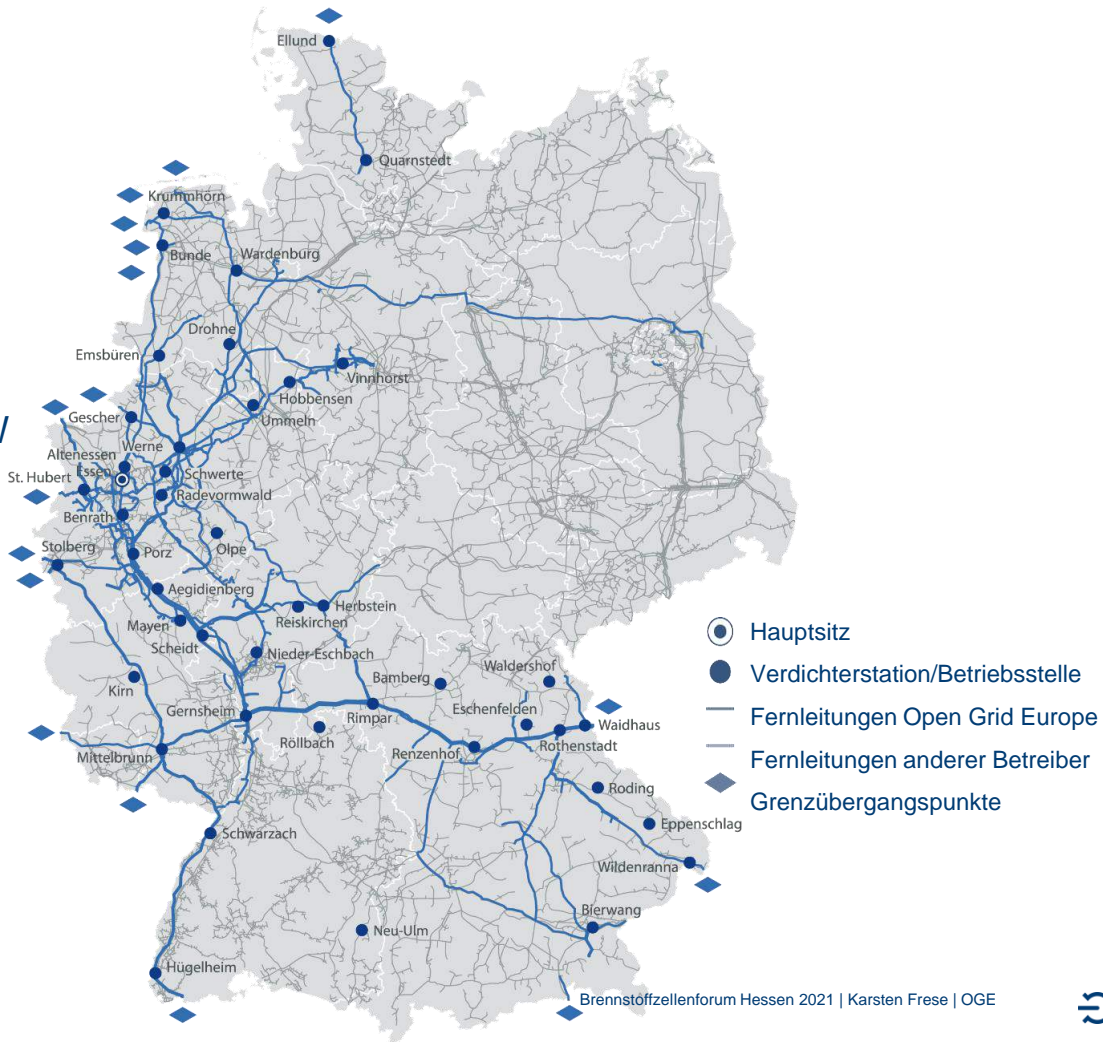 Ellund
Quarnstedt
Krummhörn
Bunde
Wardenburg
Drohne
Emsbüren
Vinnhorst
Hobbensen
Ummeln
Gescher
/
Altenessen
Werne
Essen
St. Hubert
Schwerte
Radevormwald
Benrath
Olpe
Stolberg
Porz
Aegidienberg
Herbstein
Reiskirchen
Mayen
Scheidt
Nieder-Eschbach
Kirn
Bamberg
Waldershof
Gernsheim
Rimpar
Eschenfelden
Waidhaus
Röllbach
Rothenstadt
Renzenhof
Mittelbrunn
Roding
Eppenschlag
Schwarzach
Wildenranna
Bierwang
Neu-Ulm
Hügelheim
Hauptsitz
Verdichterstation/Betriebsstelle
Fernleitungen Open Grid Europe
Fernleitungen anderer Betreiber
Grenzübergangspunkte
Brennstoffzellenforum Hessen 2021 | Karsten Frese | OGE